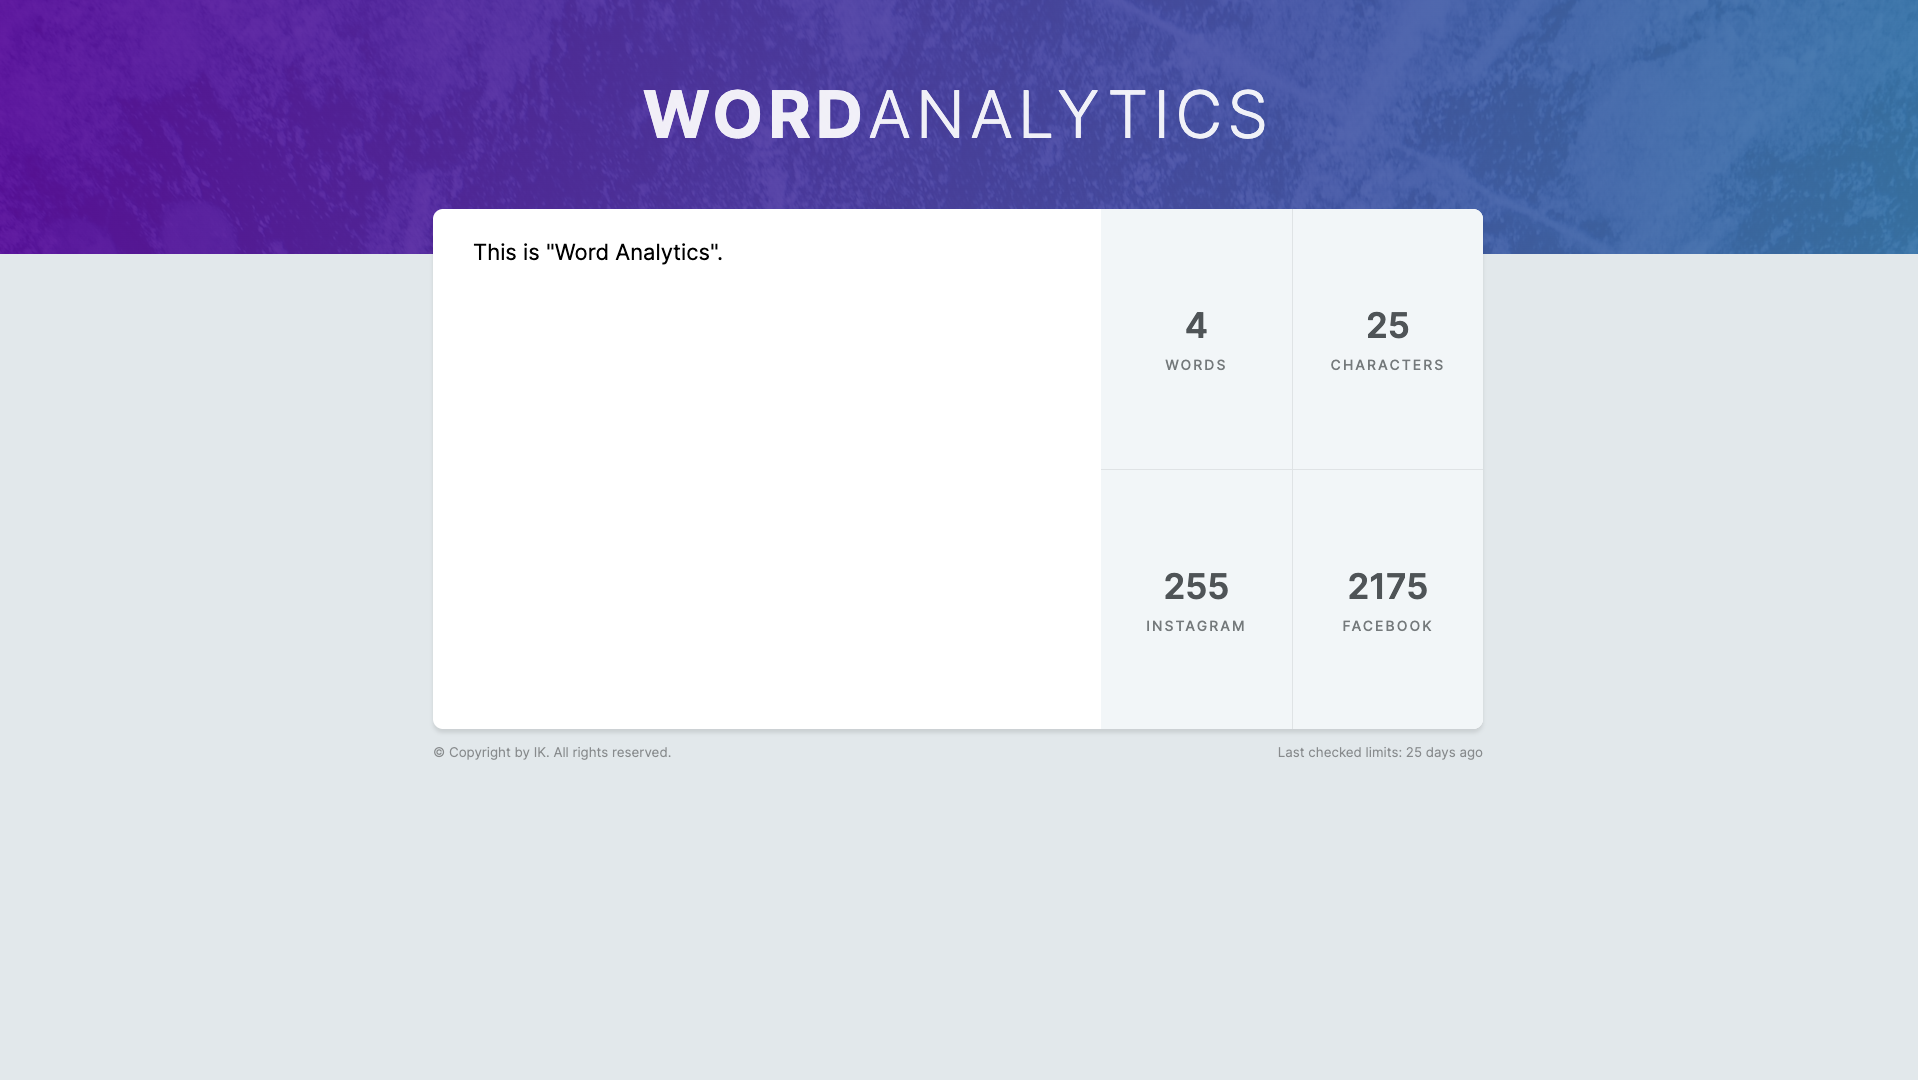 WORDANALYTICS
This is "Word Analytics".
4
WORDS
25
CHARACTERS
255
INSTAGRAM
2175
FACEBOOK
© Copyright by IK. All rights reserved.
Last checked limits: 25 days ago